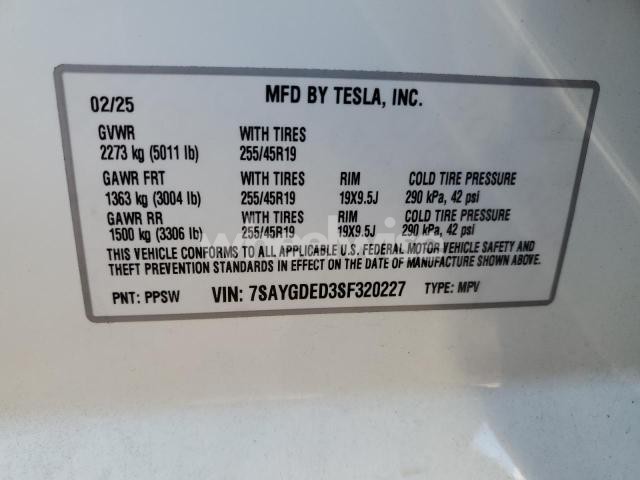 02/25 MFD BY TESLA, INC.
GVWR WITH TIRES
2273 kg (5011 lb) 255/45R19
GAWR FRT WITH TIRES RIM COLD TIRE PRESSURE
1363 kg (3004 lb) 255/45R19 19X9.5J 290 kPa, 42 psi
GAWR RR WITH TIRES RIM COLD TIRE PRESSURE
1500 kg (3306 lb) 255/45R19 19X9.5J 290 kPa, 42 psi
THIS VEHICLE CONFORMS TO ALL APPLICABLE U.S. FEDERAL MOTOR VEHICLE SAFETY AND
THEFT PREVENTION STANDARDS IN EFFECT ON THE DATE OF MANUFACTURE SHOWN ABOVE.
PNT: PPSW VIN: 7SAYGDED3SF320227 TYPE: MPV